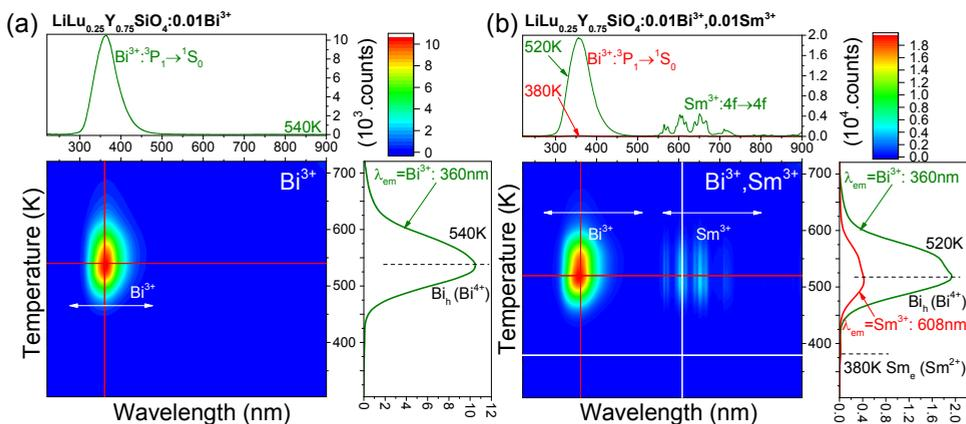 (a) LiLu0.25Y0.75SiO4:0.01Bi3+
Bi3+:3P1→1S0
540K
300 400 500 600 700 800 900
10
8
6
4
2
0
(10^3.counts)
10
8
6
4
2
0
Bi3+
Bi3+
Temperature (K)
700
600
500
400
Wavelength (nm)
λem=Bi3+: 360nm
540K
Bih(Bi4+)
0 2 4 6 8 10 12
(b) LiLu0.25Y0.75SiO4:0.01Bi3+,0.01Sm3+
520K
Bi3+:3P1→1S0
380K
Sm3+:4f→4f
300 400 500 600 700 800 900
2.0
1.6
1.2
0.8
0.4
0.0
(10^4.counts)
1.8
1.6
1.4
1.2
1.0
0.8
0.6
0.4
0.2
0.0
Bi3+,Sm3+
Bi3+
Sm3+
Temperature (K)
700
600
500
400
Wavelength (nm)
λem=Bi3+: 360nm
520K
Bih(Bi4+)
λem=Sm3+: 608nm
380K Sme (Sm2+)
0.0 0.4 0.8 1.2 1.6 2.0